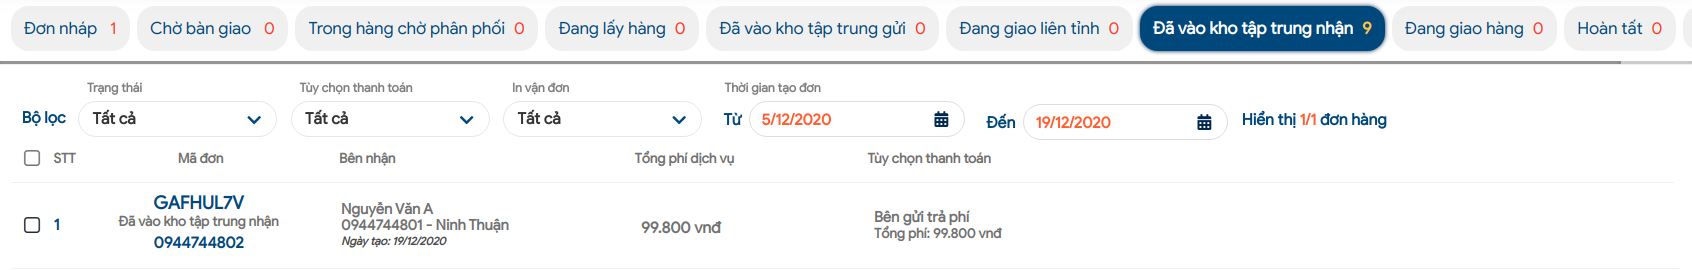 Đơn nháp 1 Chờ bàn giao 0 Trong hàng chờ phân phối 0 Đang lấy hàng 0 Đã vào kho tập trung gửi 0 Đang giao liên tỉnh 0 Đã vào kho tập trung nhận 9 Đang giao hàng 0 Hoàn tất 0
Trạng thái Tùy chọn thanh toán In vận đơn Thời gian tạo đơn
Bộ lọc Tất cả Tất cả Tất cả Từ 5/12/2020 Đến 19/12/2020 Hiển thị 1/1 đơn hàng
STT Mã đơn Bên nhận Tổng phí dịch vụ Tùy chọn thanh toán
1
GAFHUL7V
Đã vào kho tập trung nhận
0944744802
Nguyễn Văn A
0944744801 - Ninh Thuận
Ngày tạo: 19/12/2020
99.800 vnđ
Bên gửi trả phí
Tổng phí: 99.800 vnđ